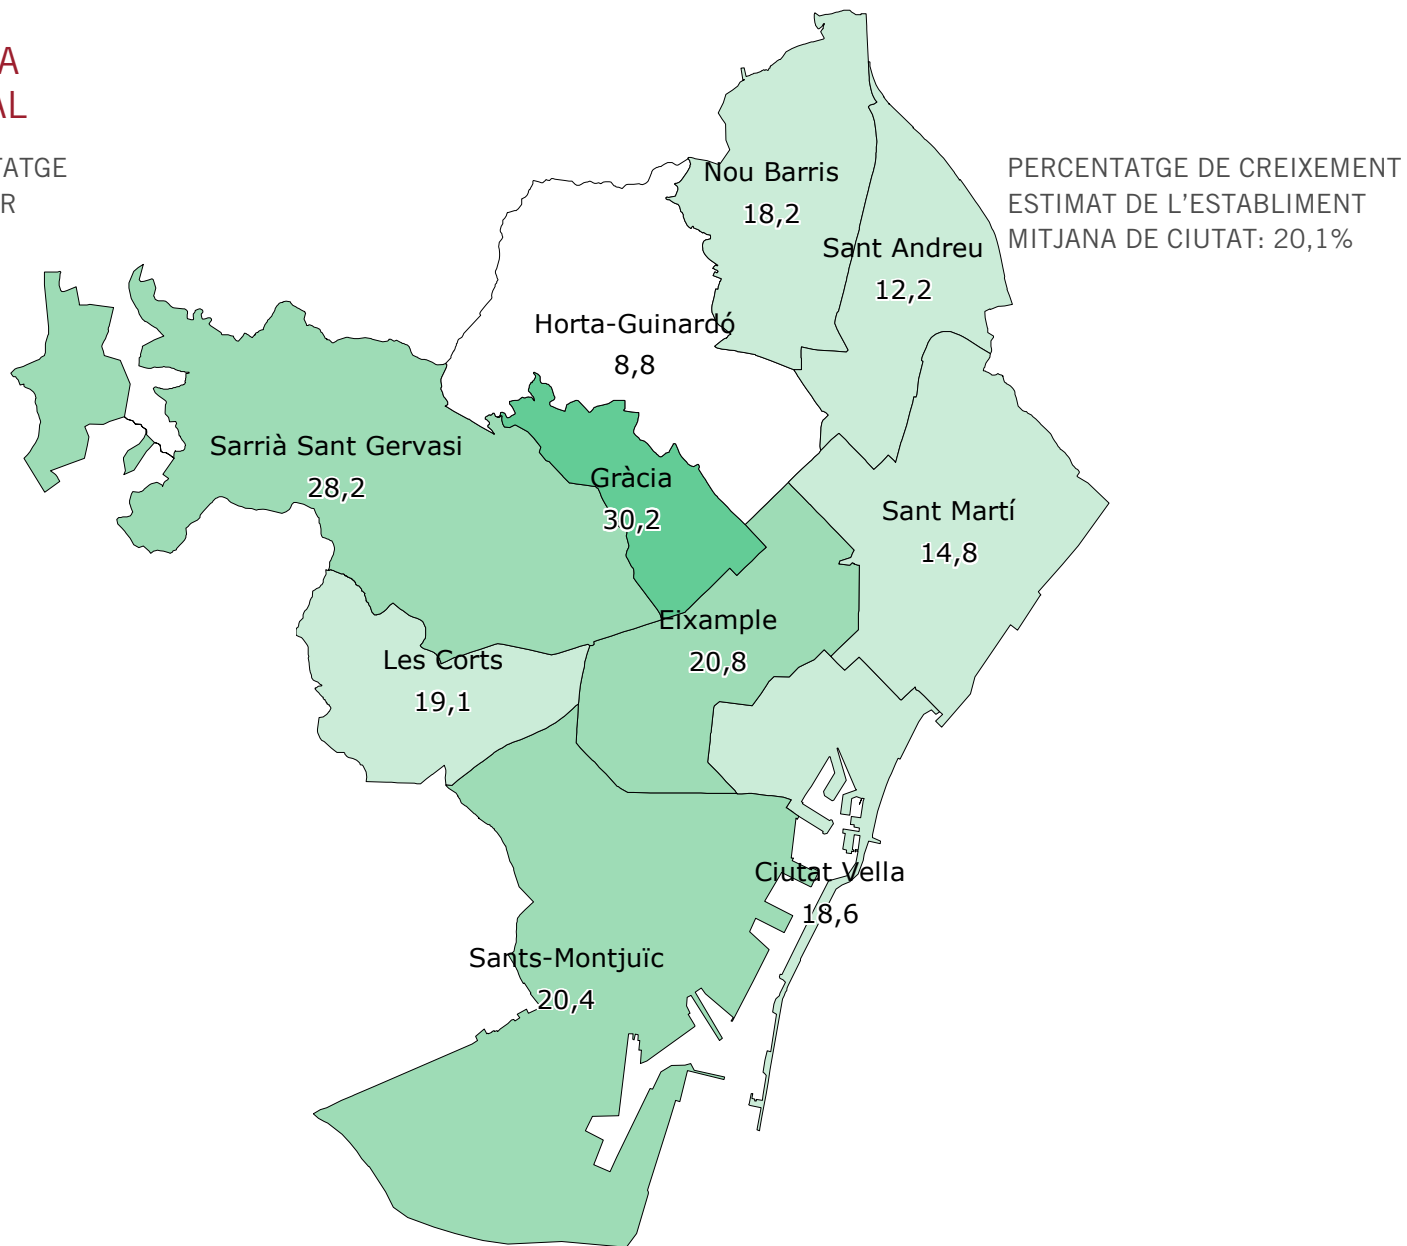 A
AL
TATGE
R
PERCENTATGE DE CREIXEMENT
ESTIMAT DE L'ESTABLIMENT
MITJANA DE CIUTAT: 20,1%
Nou Barris
18,2
Sant Andreu
12,2
Horta-Guinardó
8,8
Sarrià Sant Gervasi
28,2
Gràcia
30,2
Sant Martí
14,8
Eixample
20,8
Les Corts
19,1
Ciutat Vella
18,6
Sants-Montjuïc
20,4